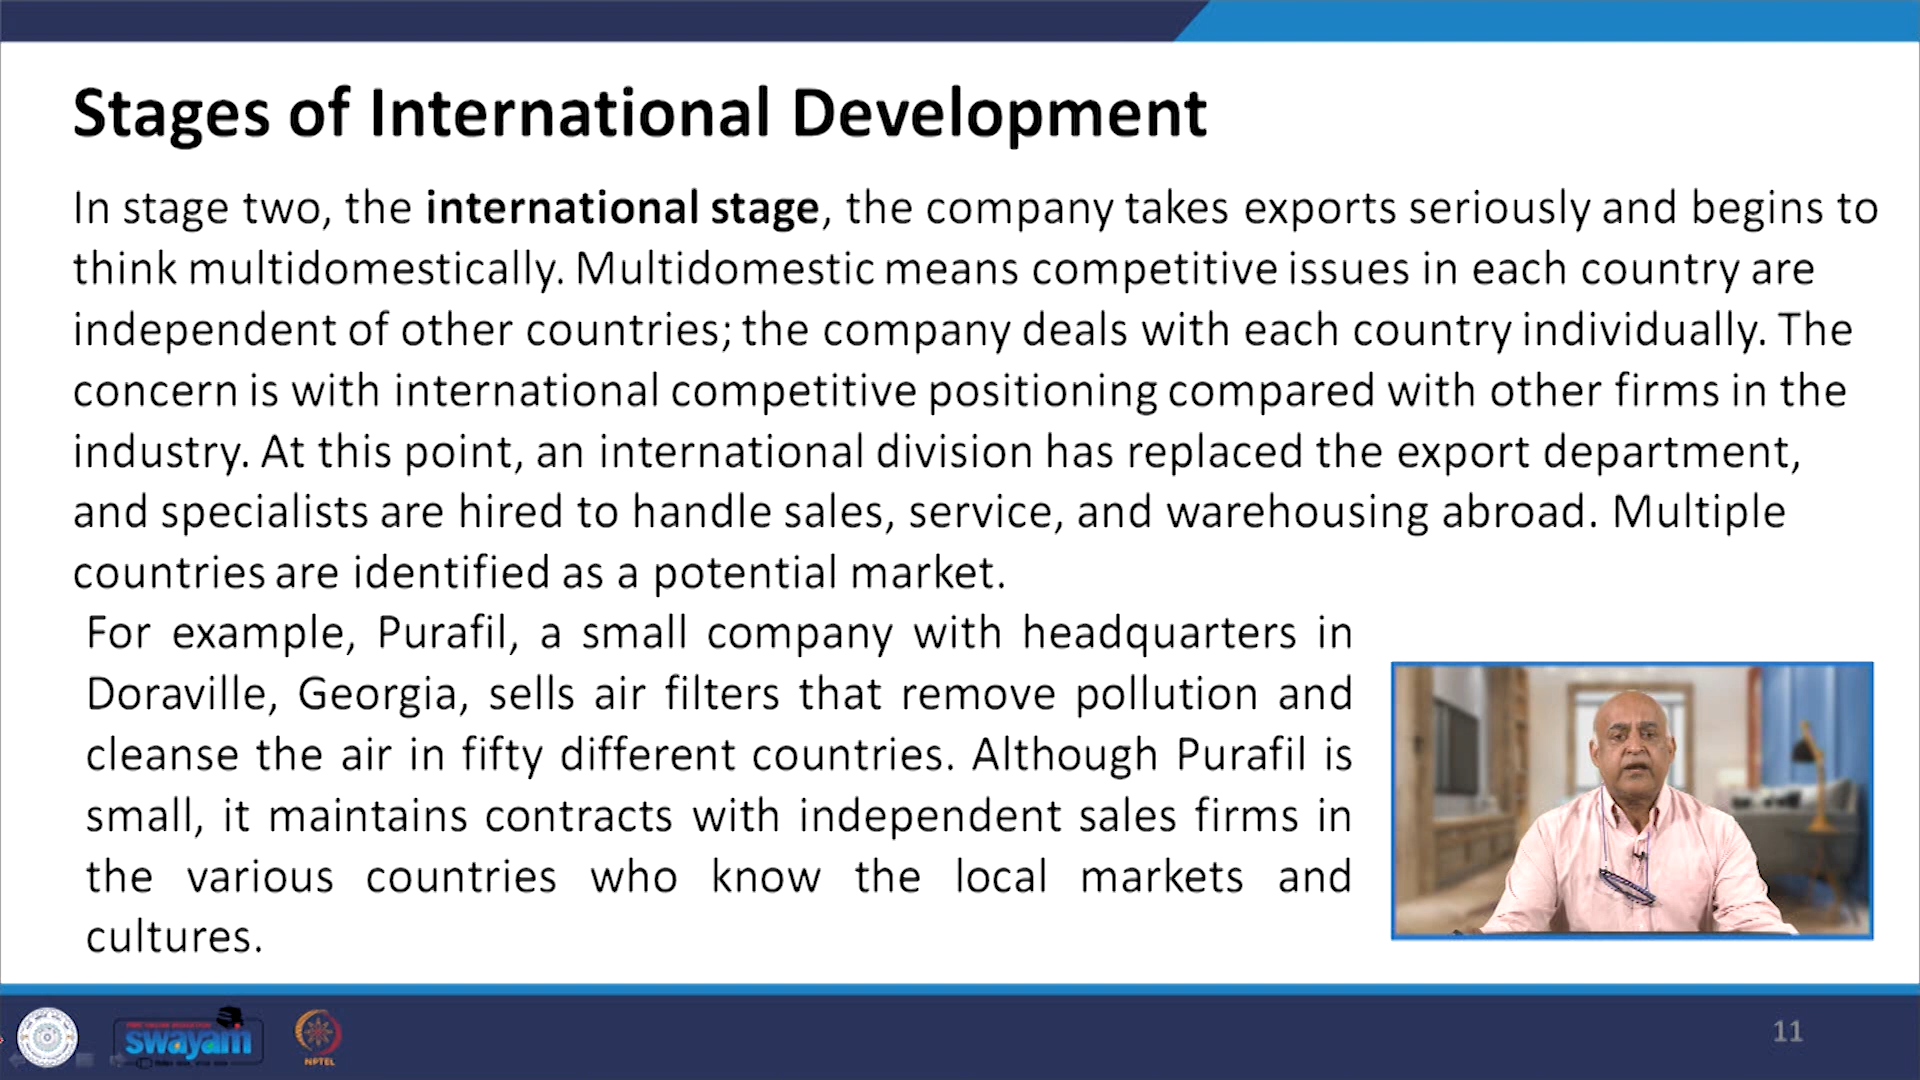 Stages of International Development
In stage two, the international stage, the company takes exports seriously and begins to
think multidomestically. Multidomestic means competitive issues in each country are
independent of other countries; the company deals with each country individually. The
concern is with international competitive positioning compared with other firms in the
industry. At this point, an international division has replaced the export department,
and specialists are hired to handle sales, service, and warehousing abroad. Multiple
countries are identified as a potential market.
For example, Purafil, a small company with headquarters in
Doraville, Georgia, sells air filters that remove pollution and
cleanse the air in fifty different countries. Although Purafil is
small, it maintains contracts with independent sales firms in
the various countries who know the local markets and
cultures.
swayam
NPTEL
11